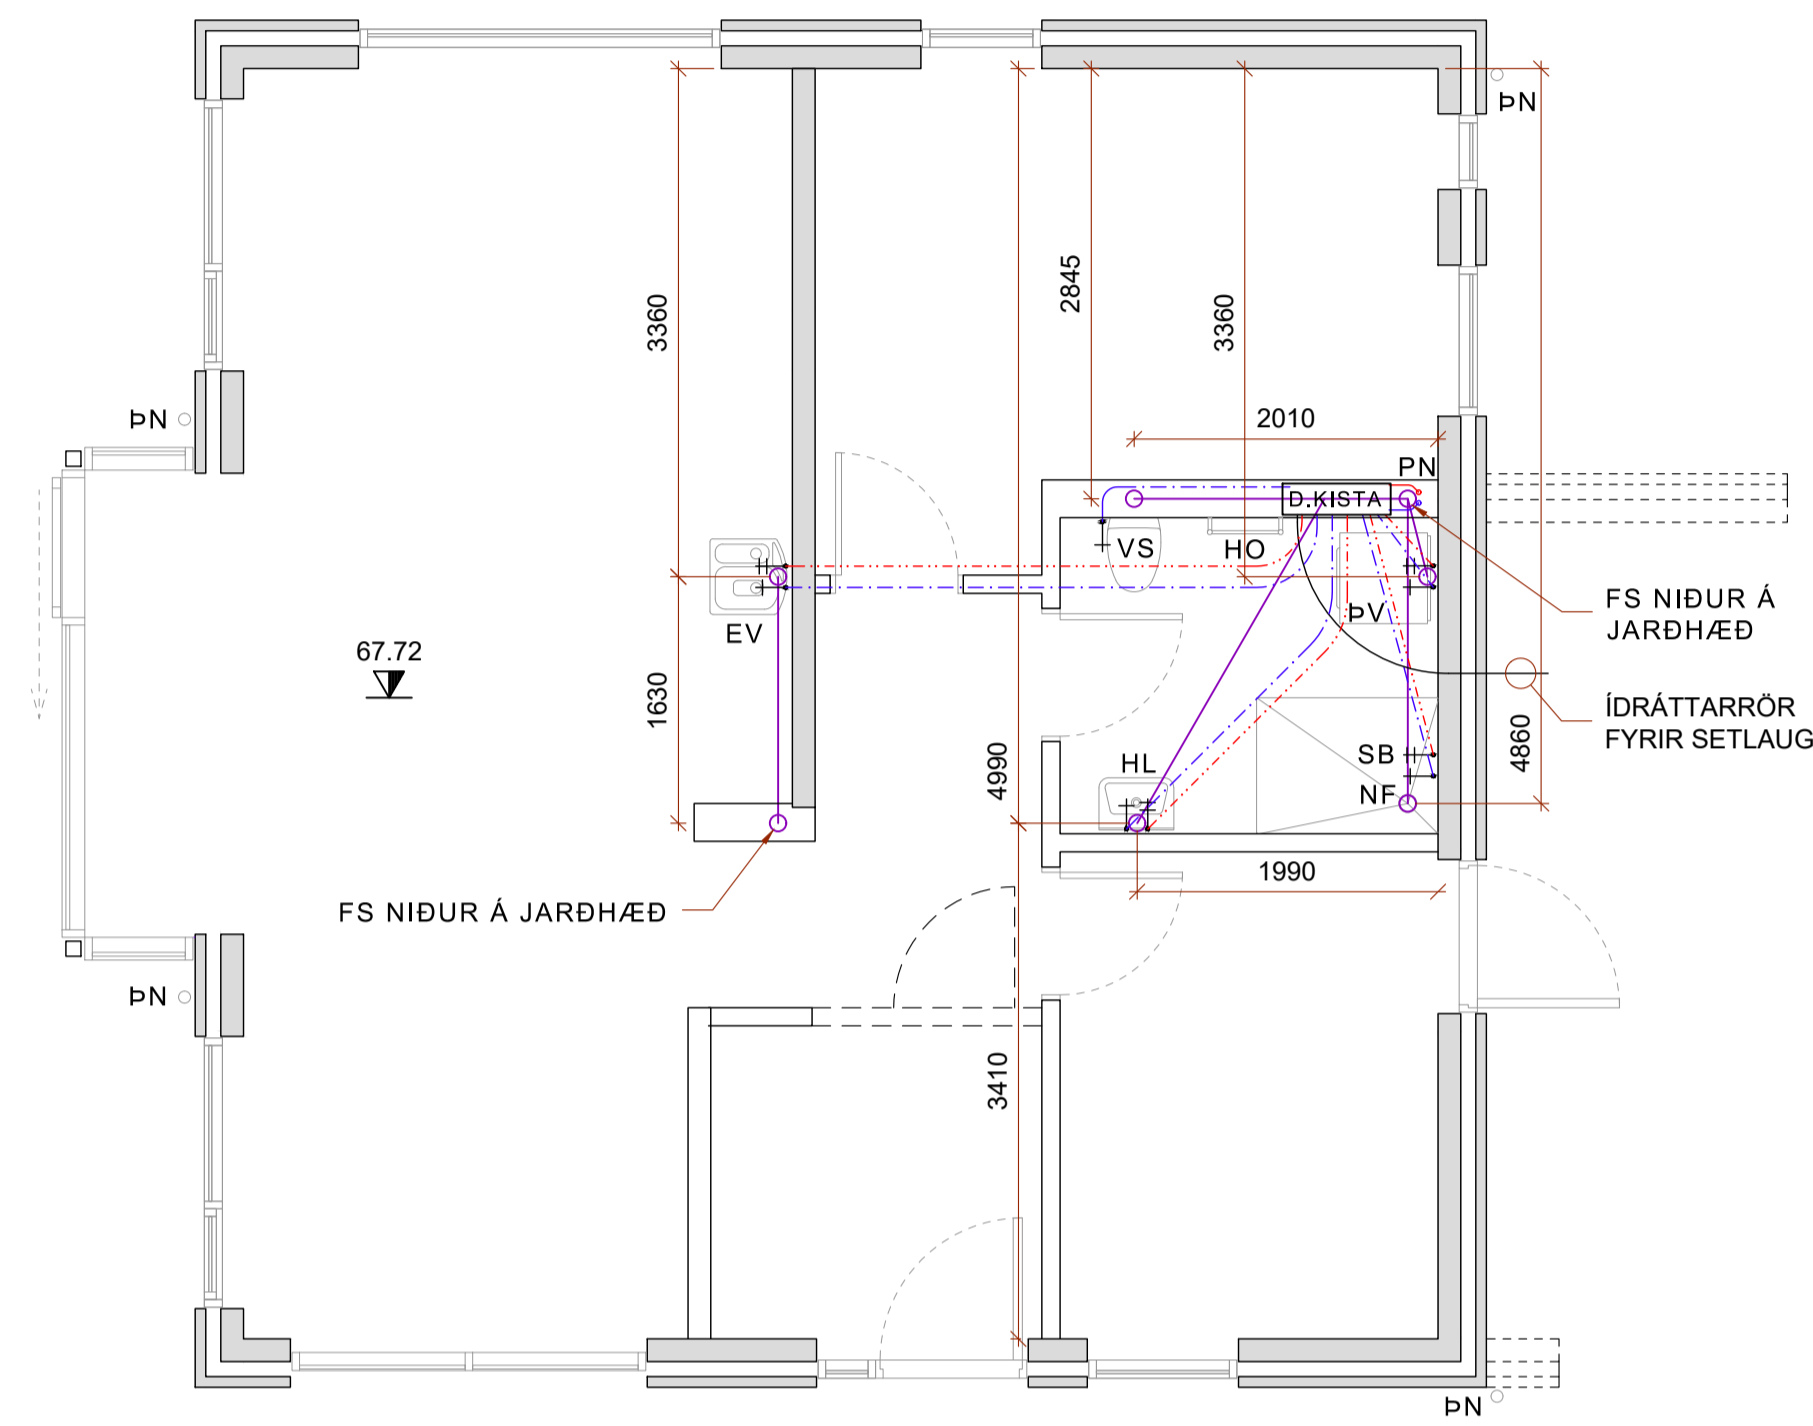 ÞN
3360
2845
3360
2010
ÞN
PN
D.KISTA
VS
HO
ÞV
FS NIÐUR Á
JARÐHÆÐ
EV
67.72
1630
4990
HL
SB
NF
4860
ÍDRÁTTARRÖR
FYRIR SETLAUG
1990
FS NIÐUR Á JARÐHÆÐ
ÞN
3410
ÞN